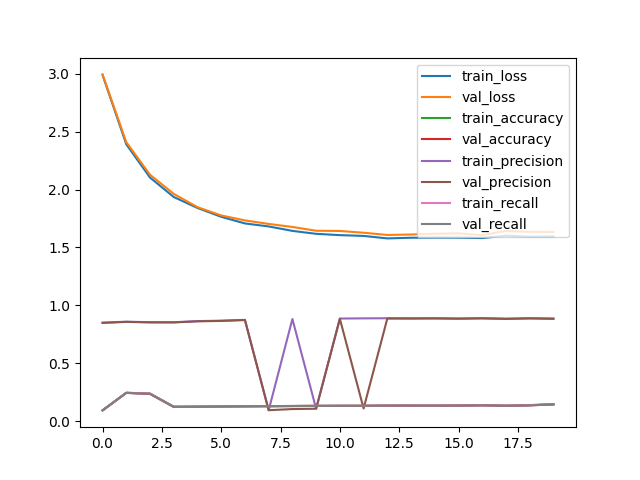 3.0
2.5
2.0
1.5
1.0
0.5
0.0
train_loss
val_loss
train_accuracy
val_accuracy
train_precision
val_precision
train_recall
val_recall
0.0 2.5 5.0 7.5 10.0 12.5 15.0 17.5